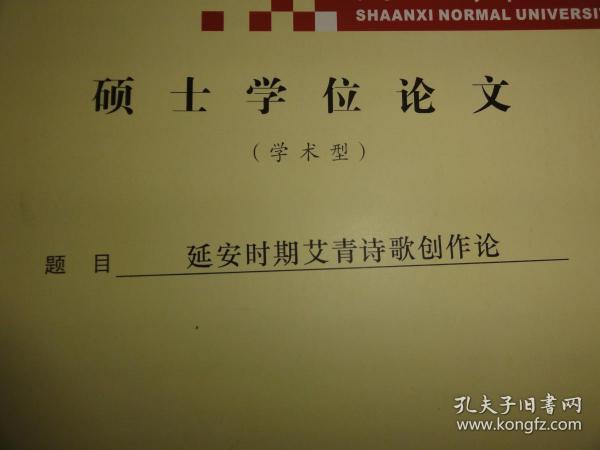 SHAANXI NORMAL UNIVERSI
硕士学位论文
（学术型）
题目 延安时期艾青诗歌创作论
孔夫子旧书网
www.kongfz.com